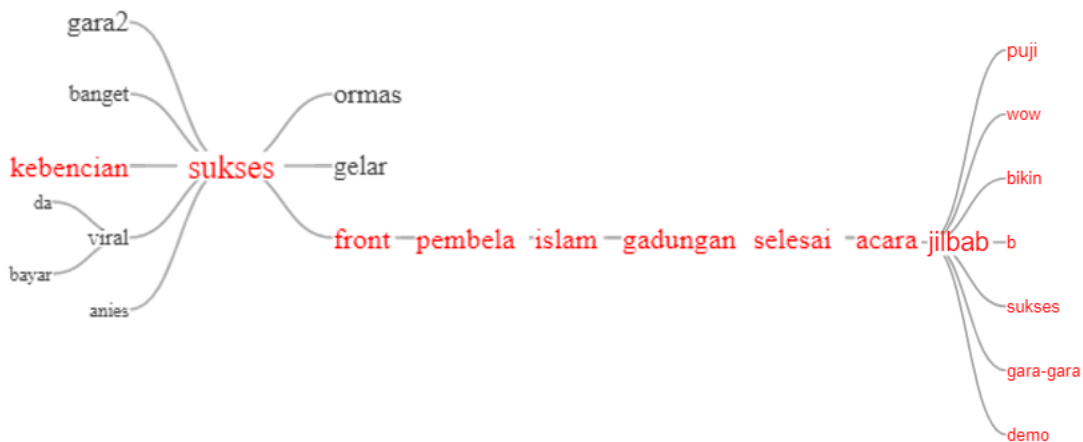 gara2
banget
kebencian
da
viral
bayar
anies
sukses
ormas
gelar
front pembela islam gadungan selesai acara jilbab
puji
wow
bikin
b
sukses
gara-gara
demo